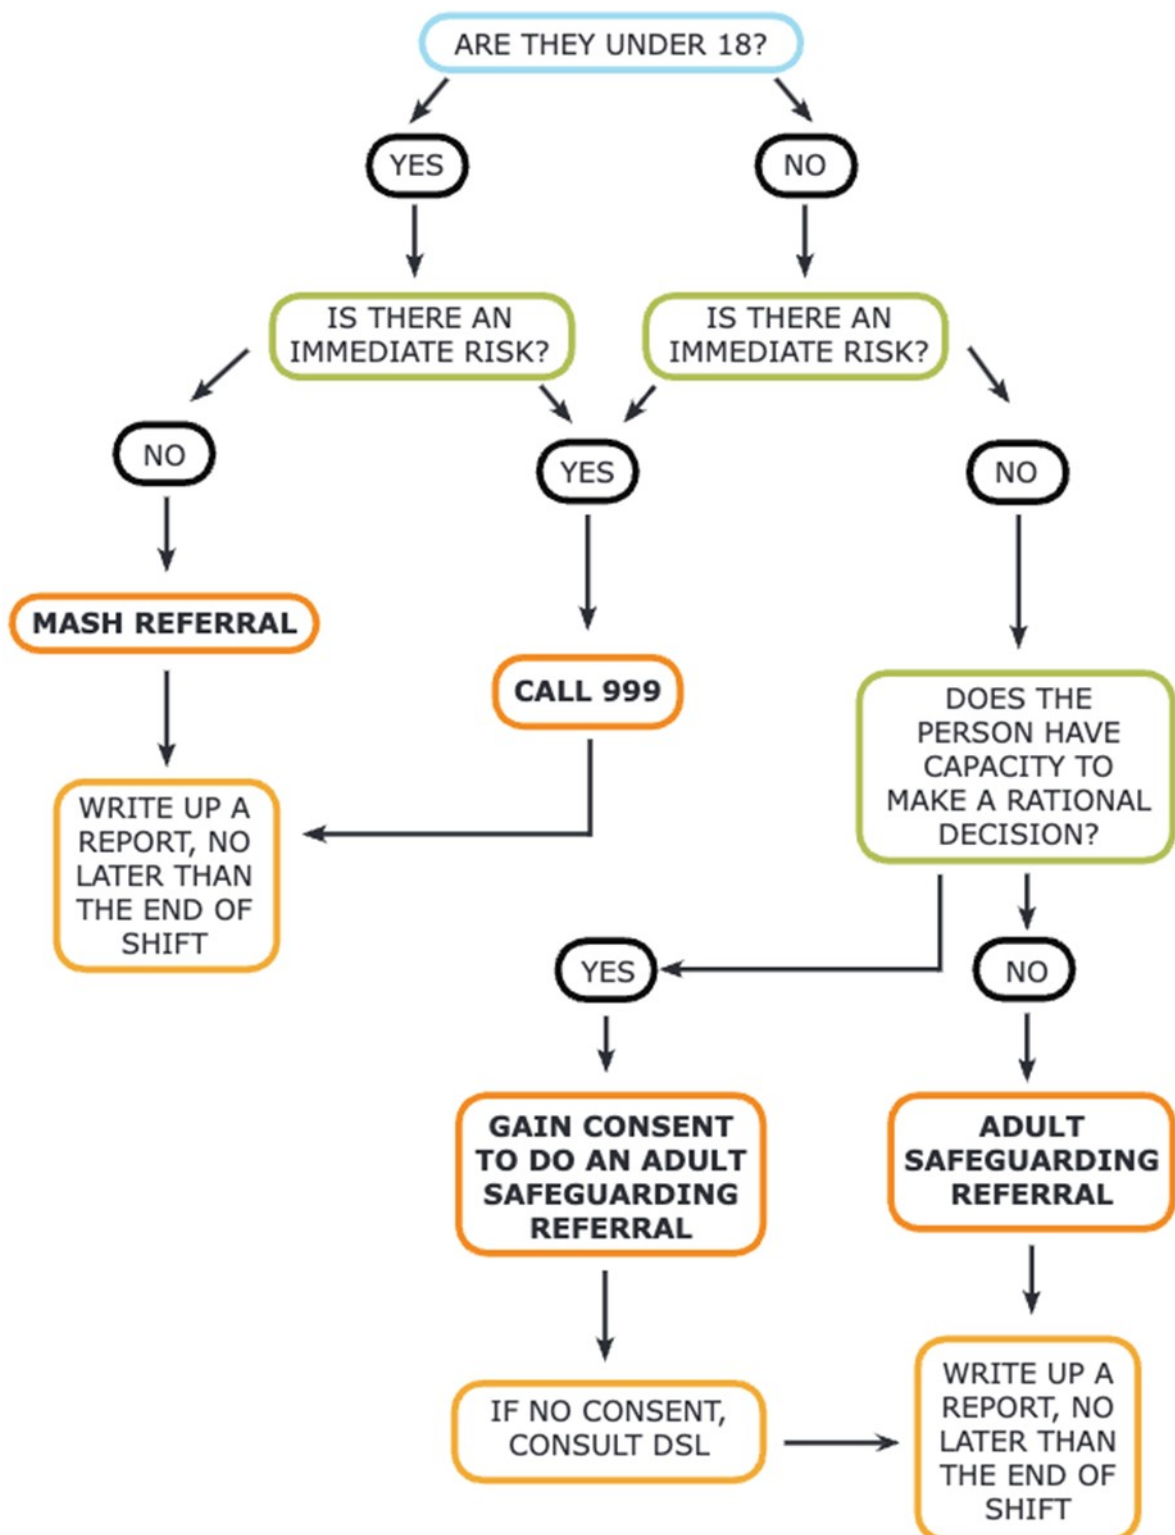 ARE THEY UNDER 18?
YES
NO
IS THERE AN
IMMEDIATE RISK?
IS THERE AN
IMMEDIATE RISK?
NO
YES
NO
MASH REFERRAL
CALL 999
DOES THE
PERSON HAVE
CAPACITY TO
MAKE A RATIONAL
DECISION?
WRITE UP A
REPORT, NO
LATER THAN
THE END OF
SHIFT
YES
NO
GAIN CONSENT
TO DO AN ADULT
SAFEGUARDING
REFERRAL
ADULT
SAFEGUARDING
REFERRAL
IF NO CONSENT,
CONSULT DSL
WRITE UP A
REPORT, NO
LATER THAN
THE END OF
SHIFT